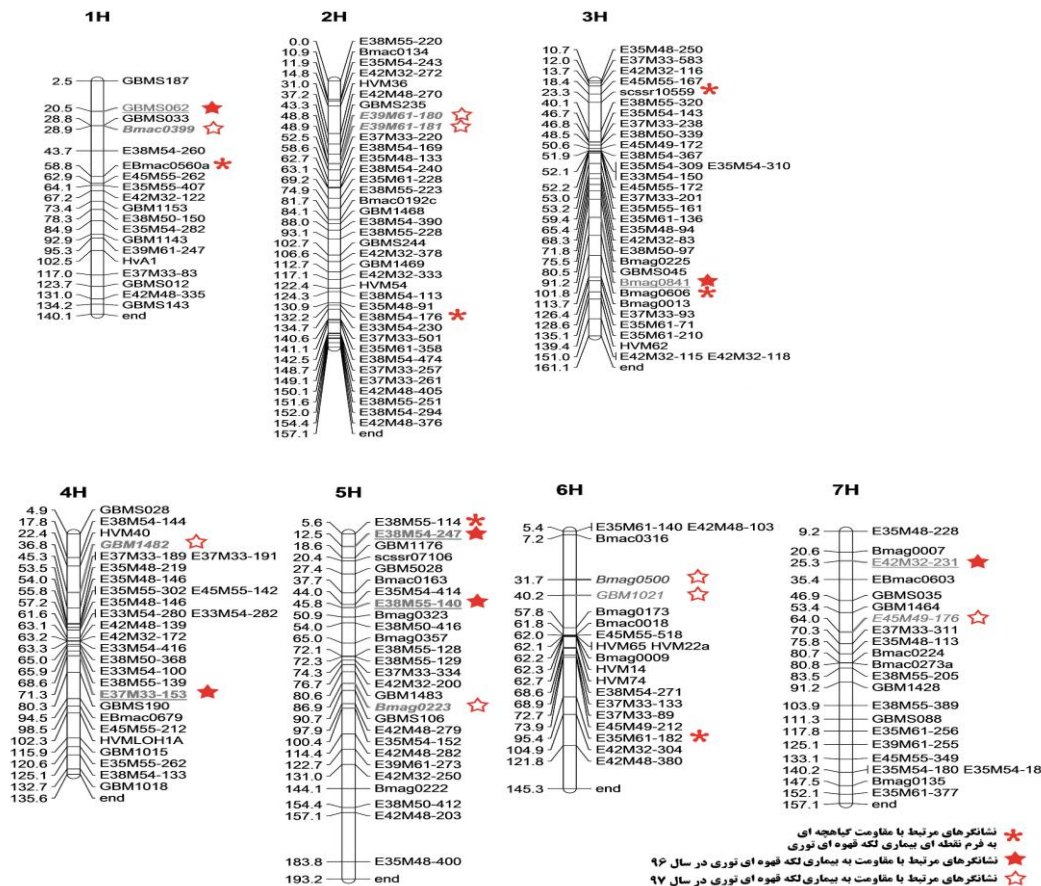 1H
2.5 GBMS187
20.5 GBMS062
28.8 GBMS033
28.9 Bmac0399
43.7 E38M54-260
58.8 EBmac0560a
62.9 E45M55-262
64.1 E35M55-407
67.2 E42M32-122
73.4 GBM1153
78.3 E38M50-150
84.9 E35M54-282
92.9 GBM1143
95.3 E39M61-247
102.5 HvA1
117.0 E37M33-83
123.7 GBMS012
131.0 E42M48-335
134.2 GBMS143
140.1 end
2H
0.0 E38M55-220
10.9 Bmac0134
11.9 E35M54-243
14.8 E42M32-272
31.0 HVM36
37.2 E42M48-270
43.3 GBMS235
48.8 E39M61-180
48.9 E39M61-181
52.5 E37M33-220
58.6 E38M54-169
62.7 E35M48-133
63.1 E38M54-240
69.2 E35M61-228
74.9 E38M55-223
81.7 Bmac0192c
84.1 GBM1468
88.0 E38M54-390
93.1 E38M55-228
102.7 GBMS244
106.6 E42M32-378
112.7 GBM1469
117.1 E42M32-333
122.4 HVM54
124.3 E38M54-113
130.9 E35M48-91
132.2 E38M54-176
134.7 E33M54-230
140.6 E37M33-501
141.1 E35M61-358
142.5 E38M54-474
148.7 E37M33-257
149.1 E37M33-261
150.1 E42M48-405
151.6 E38M55-251
152.0 E38M54-294
154.4 E42M48-376
157.1 end
3H
10.7 E35M48-250
12.0 E37M33-583
13.7 E42M32-116
18.4 E45M55-167
23.3 scssr10559
40.1 E38M55-320
46.7 E35M54-143
46.8 E37M33-238
48.5 E38M50-339
50.6 E45M49-172
51.9 E38M54-367
52.1 E35M54-309 E35M54-310
E33M54-150
52.2 E45M55-172
53.0 E37M33-201
53.2 E35M55-161
59.4 E35M61-136
65.4 E35M48-94
68.3 E42M32-83
71.8 E38M50-97
75.5 Bmag0225
80.5 GBMS045
91.2 Bmag0841
101.8 Bmag0606
113.7 Bmag0013
126.4 E37M33-93
128.6 E35M61-71
135.1 E35M61-210
139.4 HVM62
151.0 E42M32-115 E42M32-118
161.1 end
4H
4.9 GBMS028
17.8 E38M54-144
22.4 HVM40
36.8 GBM1482
45.3 E37M33-189 E37M33-191
53.5 E35M48-219
54.0 E35M48-146
55.8 E35M55-302 E45M55-142
57.2 E35M48-146
61.6 E33M54-280 E33M54-282
63.1 E42M48-139
63.2 E42M32-172
63.3 E33M54-416
65.0 E38M50-368
65.9 E33M54-100
68.6 E38M55-139
71.3 E37M33-153
80.3 GBMS190
94.5 EBmac0679
98.5 E45M55-212
102.3 HVMLOH1A
115.9 GBM1015
120.6 E35M55-262
125.1 E38M54-133
132.7 GBM1018
135.6 end
5H
5.6 E38M55-114
12.5 E38M54-247
18.6 GBM1176
20.4 scssr07106
27.4 GBM5028
37.7 Bmac0163
44.0 E35M54-414
45.8 E38M55-140
50.9 Bmag0323
54.0 E38M50-416
65.0 Bmag0357
72.1 E38M55-128
72.3 E38M55-129
74.3 E37M33-334
76.7 E42M32-200
80.6 GBM1483
86.9 Bmag0223
90.7 GBMS106
97.9 E42M48-279
100.4 E35M54-152
114.4 E42M48-282
122.7 E39M61-273
131.0 E42M32-250
144.1 Bmag0222
154.4 E38M50-412
157.1 E42M48-203
183.8 E35M48-400
193.2 end
6H
5.4 E35M61-140 E42M48-103
7.2 Bmac0316
31.7 Bmag0500
40.2 GBM1021
57.8 Bmag0173
61.8 Bmac0018
62.0 E45M55-518
62.1 HVM65 HVM22a
62.2 Bmag0009
62.3 HVM14
62.7 HVM74
68.6 E38M54-271
68.9 E37M33-133
72.7 E37M33-89
73.9 E45M49-212
95.4 E35M61-182
104.9 E42M32-304
121.8 E42M48-380
145.3 end
7H
9.2 E35M48-228
20.6 Bmag0007
25.3 E42M32-231
35.4 EBmac0603
46.9 GBMS035
53.4 GBM1464
64.0 E45M49-176
70.3 E37M33-311
75.8 E35M48-113
80.7 Bmac0224
80.8 Bmac0273a
83.5 E38M55-205
91.2 GBM1428
103.9 E38M55-389
111.3 GBMS088
117.8 E35M61-256
125.1 E39M61-255
133.1 E45M55-349
140.2 E35M54-180 E35M54-18
147.5 Bmag0135
152.1 E35M61-377
157.1 end
نشانگرهای مرتبط با مقاومت گیاهچه ای
به فرم نقطه ای بیماری لکه قهوه ای توری
نشانگرهای مرتبط با مقاومت به بیماری لکه قهوه ای توری در سال ۹۶
نشانگرهای مرتبط با مقاومت به بیماری لکه قهوه ای توری در سال ۹۷